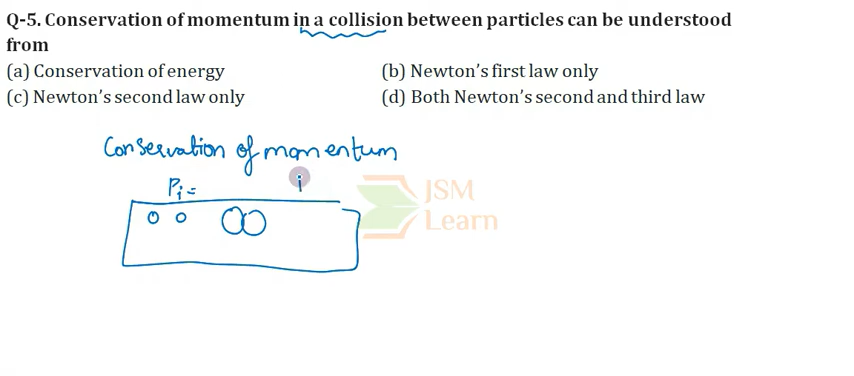 Q-5. Conservation of momentum in a collision between particles can be understood
from
(a) Conservation of energy
(b) Newton's first law only
(c) Newton's second law only
(d) Both Newton's second and third law
Conservation of momentum
Pi =
i
JSM
Learn